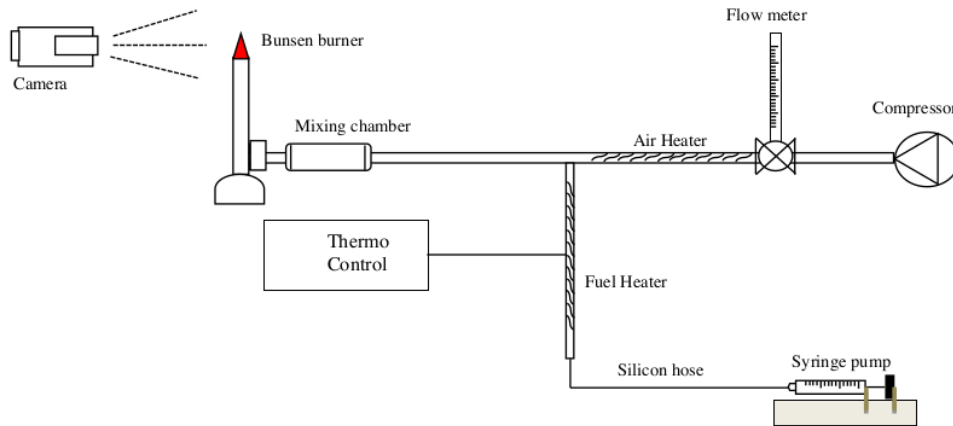 Flow meter
Bunsen burner
Camera
Compressor
Mixing chamber
Air Heater
Thermo
Control
Fuel Heater
Silicon hose
Syringe pump